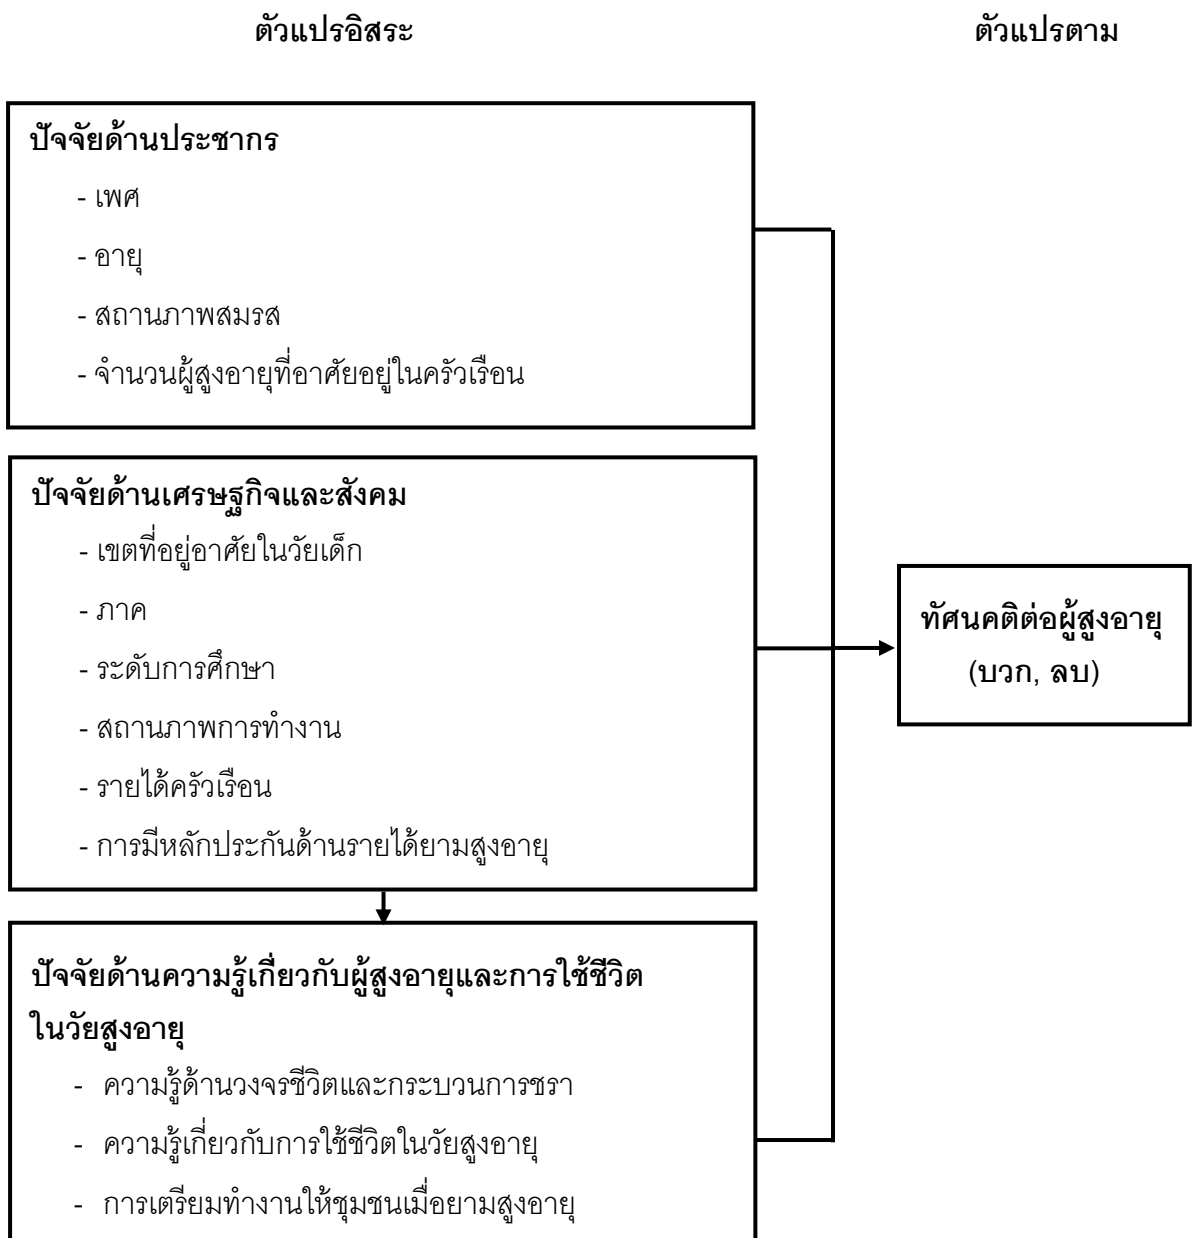 ตัวแปรอิสระ
ตัวแปรตาม
ปัจจัยด้านประชากร
- เพศ
- อายุ
- สถานภาพสมรส
- จำนวนผู้สูงอายุที่อาศัยอยู่ในครัวเรือน
ปัจจัยด้านเศรษฐกิจและสังคม
- เขตที่อยู่อาศัยในวัยเด็ก
- ภาค
- ระดับการศึกษา
- สถานภาพการทำงาน
- รายได้ครัวเรือน
- การมีหลักประกันด้านรายได้ยามสูงอายุ
ปัจจัยด้านความรู้เกี่ยวกับผู้สูงอายุและการใช้ชีวิต
ในวัยสูงอายุ
- ความรู้ด้านวงจรชีวิตและกระบวนการชรา
- ความรู้เกี่ยวกับการใช้ชีวิตในวัยสูงอายุ
- การเตรียมทำงานให้ชุมชนเมื่อยามสูงอายุ
ทัศนคติต่อผู้สูงอายุ
(บวก, ลบ)